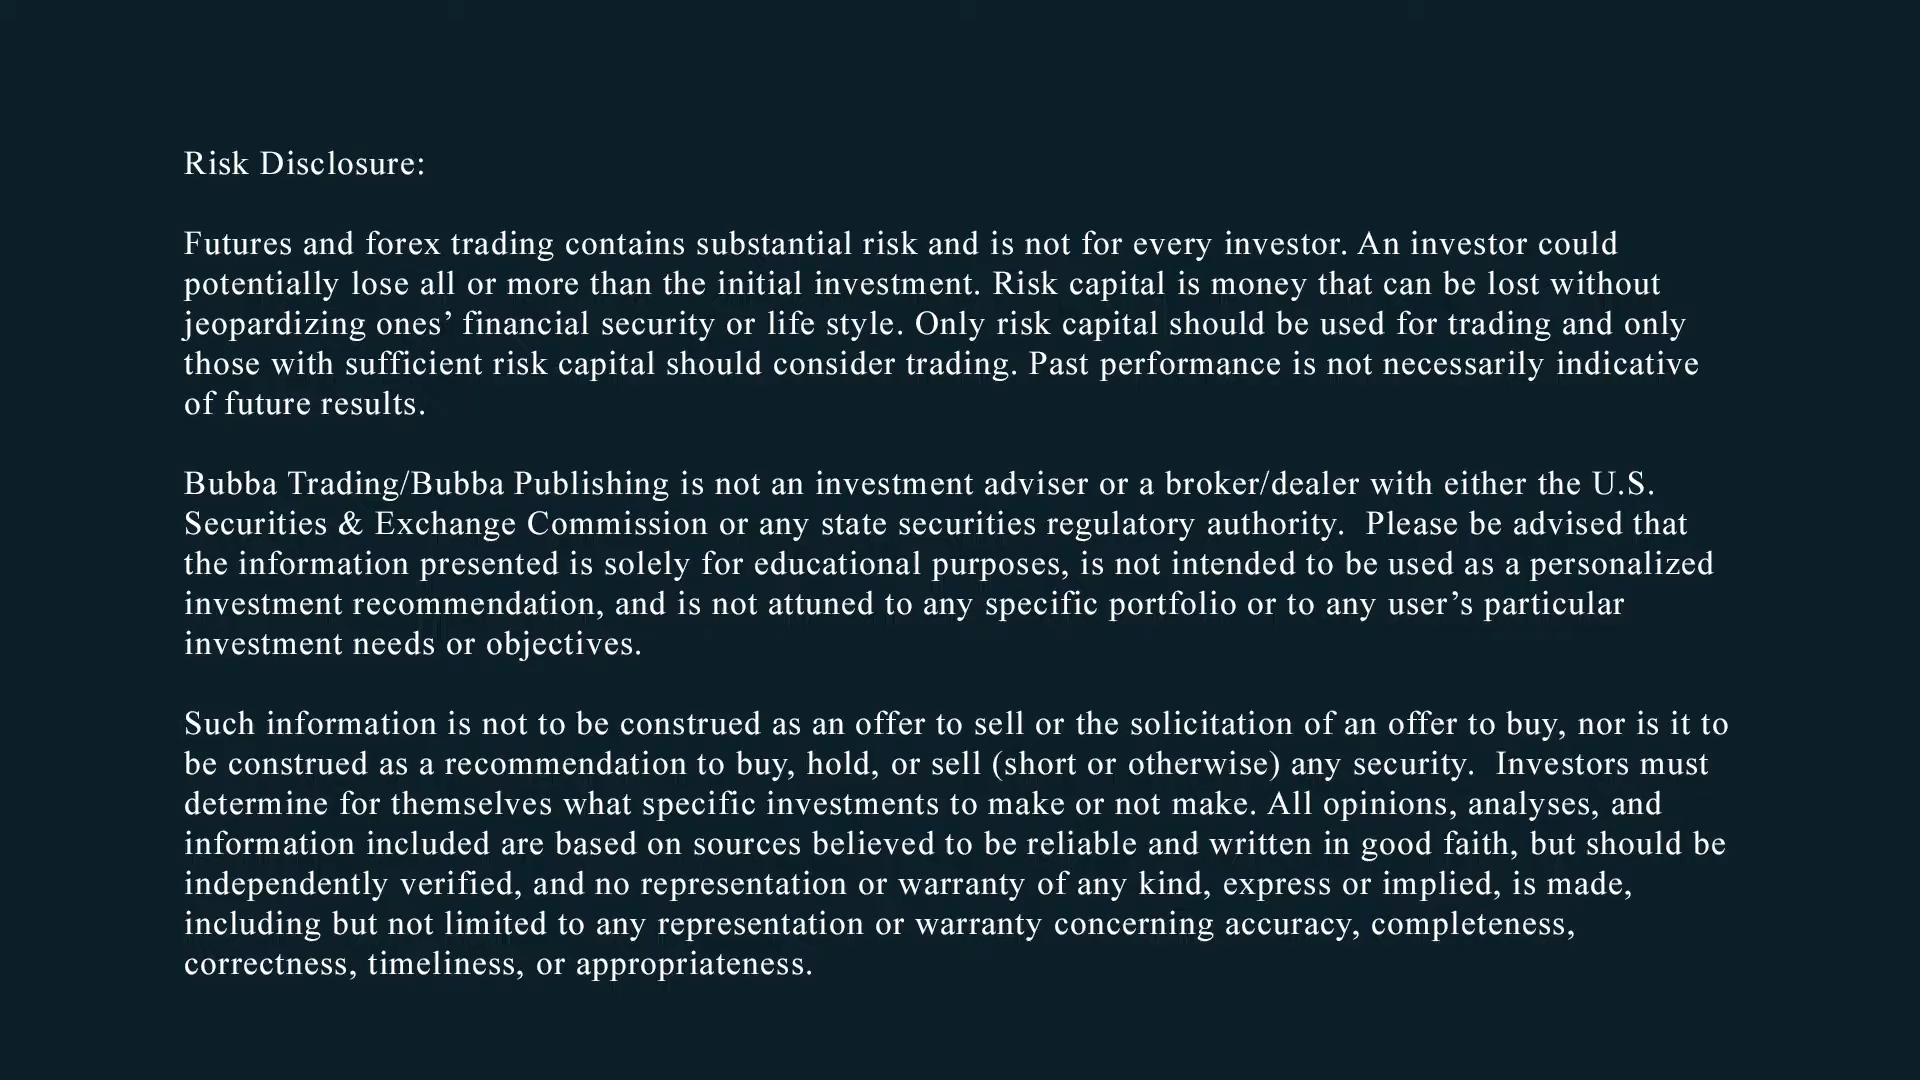 Risk Disclosure:
Futures and forex trading contains substantial risk and is not for every investor. An investor could
potentially lose all or more than the initial investment. Risk capital is money that can be lost without
jeopardizing ones’ financial security or life style. Only risk capital should be used for trading and only
those with sufficient risk capital should consider trading. Past performance is not necessarily indicative
of future results.
Bubba Trading/Bubba Publishing is not an investment adviser or a broker/dealer with either the U.S.
Securities & Exchange Commission or any state securities regulatory authority.  Please be advised that
the information presented is solely for educational purposes, is not intended to be used as a personalized
investment recommendation, and is not attuned to any specific portfolio or to any user’s particular
investment needs or objectives.
Such information is not to be construed as an offer to sell or the solicitation of an offer to buy, nor is it to
be construed as a recommendation to buy, hold, or sell (short or otherwise) any security.  Investors must
determine for themselves what specific investments to make or not make. All opinions, analyses, and
information included are based on sources believed to be reliable and written in good faith, but should be
independently verified, and no representation or warranty of any kind, express or implied, is made,
including but not limited to any representation or warranty concerning accuracy, completeness,
correctness, timeliness, or appropriateness.